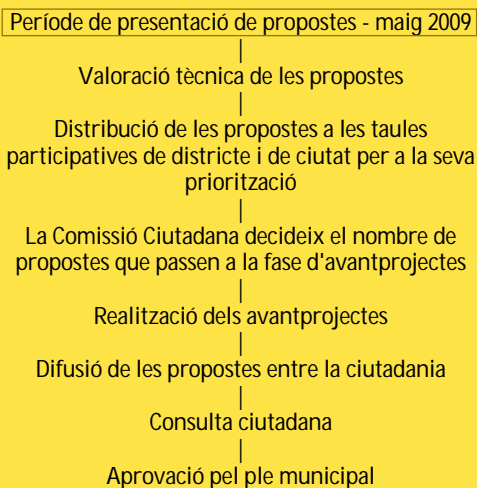 Període de presentació de propostes - maig 2009
Valoració tècnica de les propostes
Distribució de les propostes a les taules
participatives de districte i de ciutat per a la seva
priorització
La Comissió Ciutadana decideix el nombre de
propostes que passen a la fase d'avantprojectes
Realització dels avantprojectes
Difusió de les propostes entre la ciutadania
Consulta ciutadana
Aprovació pel ple municipal